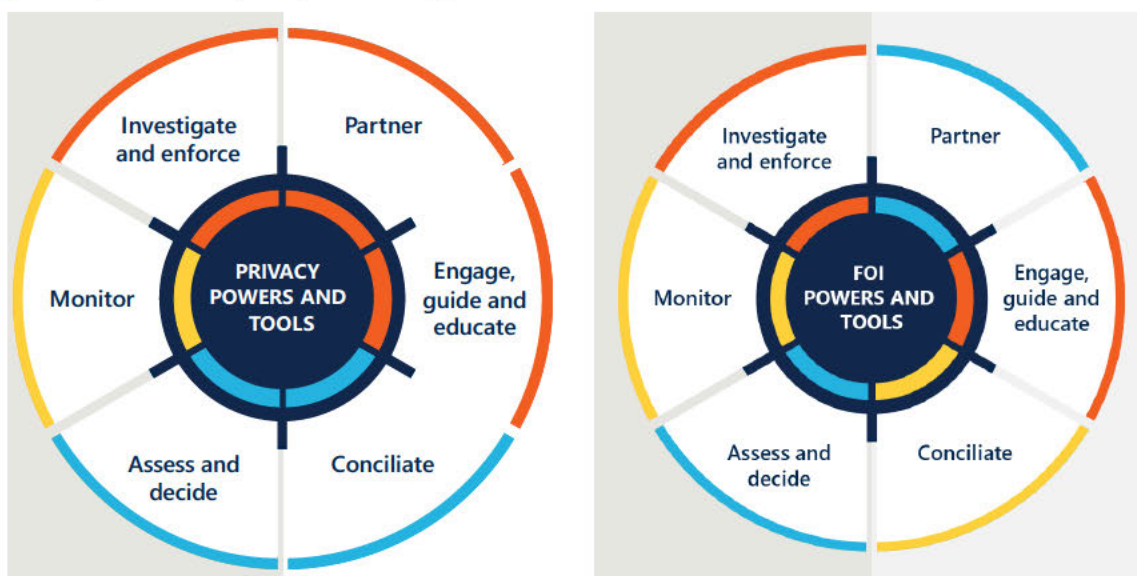 Investigate
and enforce
Partner
Monitor
PRIVACY
POWERS AND
TOOLS
Engage,
guide and
educate
Assess and
decide
Conciliate
Investigate
and enforce
Partner
Monitor
FOI
POWERS AND
TOOLS
Engage,
guide and
educate
Assess and
decide
Conciliate